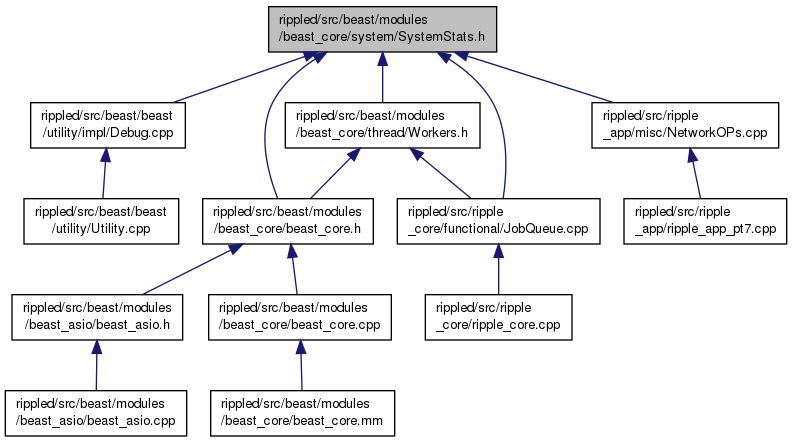 rippled/src/beast/modules
/beast_core/system/SystemStats.h
rippled/src/beast/beast
/utility/impl/Debug.cpp
rippled/src/beast/modules
/beast_core/thread/Workers.h
rippled/src/ripple
_app/misc/NetworkOPs.cpp
rippled/src/beast/beast
/utility/Utility.cpp
rippled/src/beast/modules
/beast_core/beast_core.h
rippled/src/ripple
_core/functional/JobQueue.cpp
rippled/src/ripple
_app/ripple_app_pt7.cpp
rippled/src/beast/modules
/beast_asio/beast_asio.h
rippled/src/beast/modules
/beast_core/beast_core.cpp
rippled/src/ripple
_core/ripple_core.cpp
rippled/src/beast/modules
/beast_asio/beast_asio.cpp
rippled/src/beast/modules
/beast_core/beast_core.mm